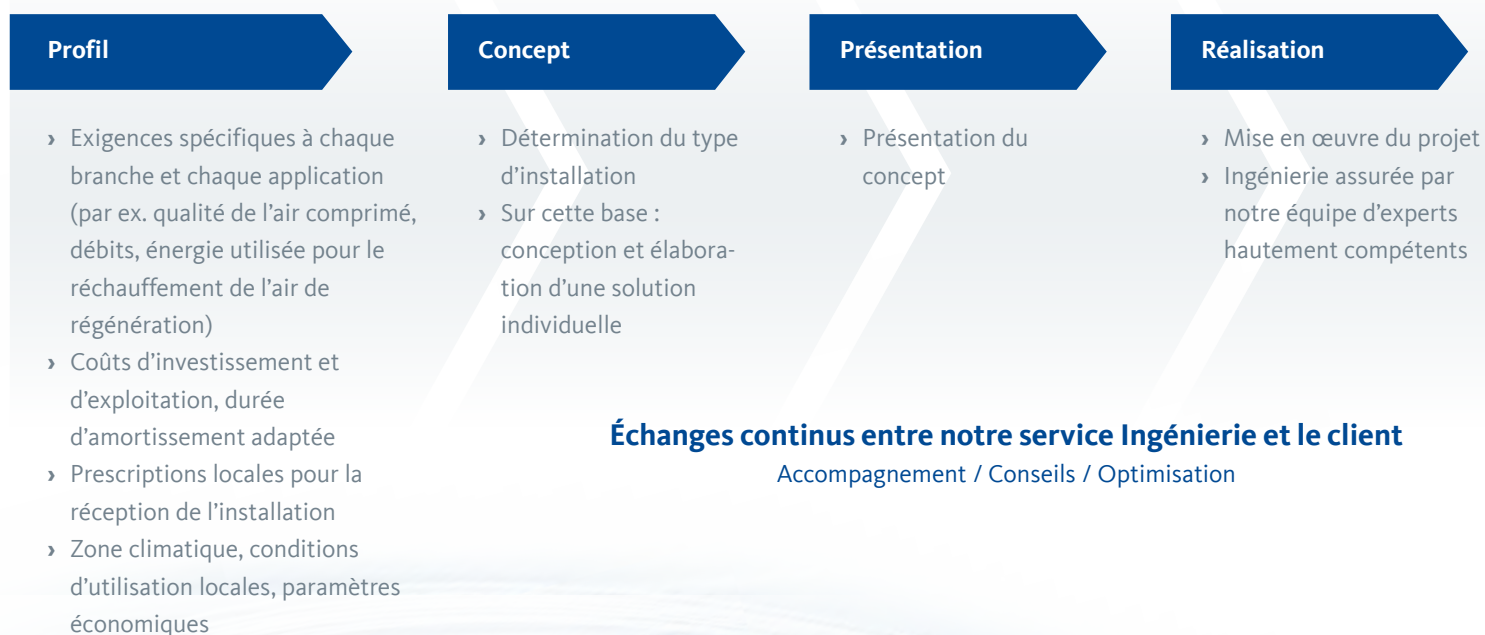 Profil
› Exigences spécifiques à chaque
branche et chaque application
(par ex. qualité de l’air comprimé,
débits, énergie utilisée pour le
réchauffement de l’air de
régénération)
› Coûts d’investissement et
d’exploitation, durée
d’amortissement adaptée
› Prescriptions locales pour la
réception de l’installation
› Zone climatique, conditions
d’utilisation locales, paramètres
économiques
Concept
› Détermination du type
d’installation
› Sur cette base :
conception et élabora-
tion d’une solution
individuelle
Présentation
› Présentation du
concept
Réalisation
› Mise en œuvre du projet
› Ingénierie assurée par
notre équipe d’experts
hautement compétents
Échanges continus entre notre service Ingénierie et le client
Accompagnement / Conseils / Optimisation